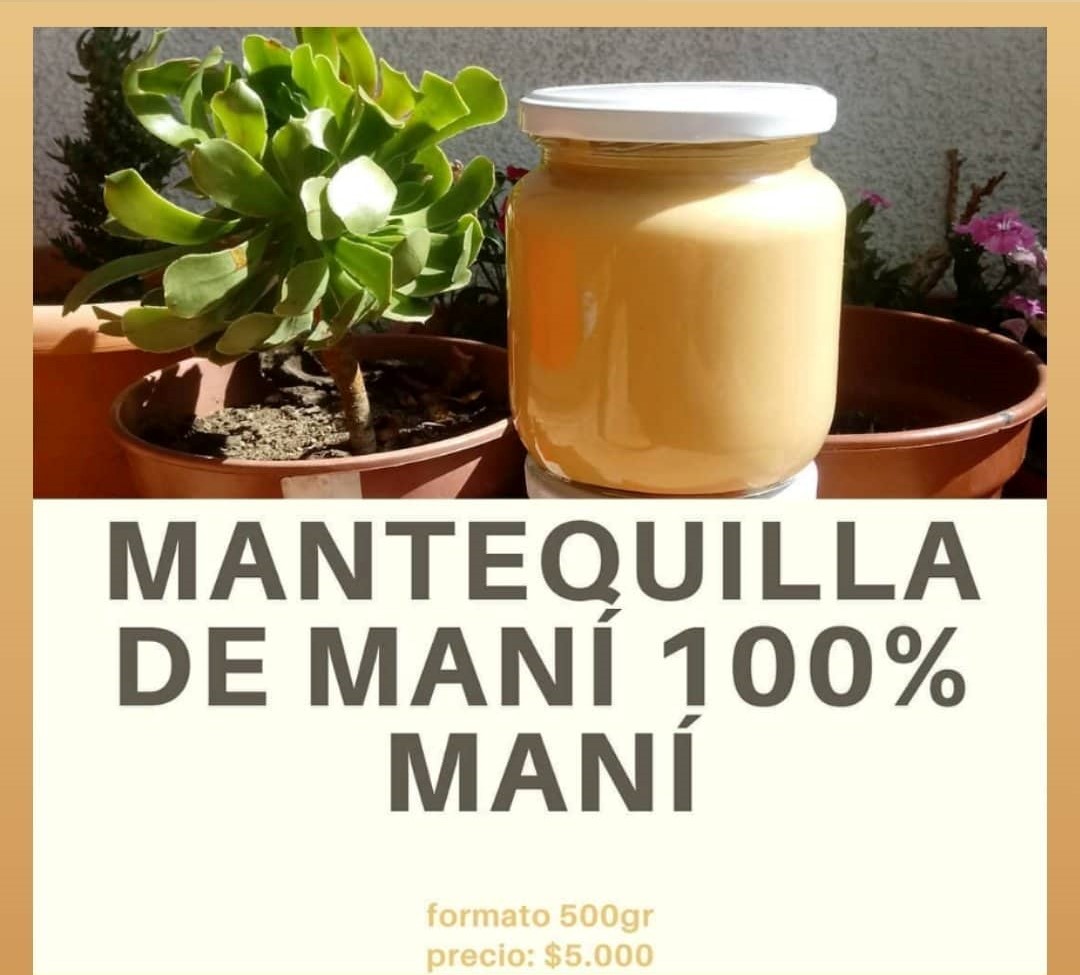 MANTEQUILLA
DE MANÍ 100%
MANÍ
formato 500gr
precio: $5.000